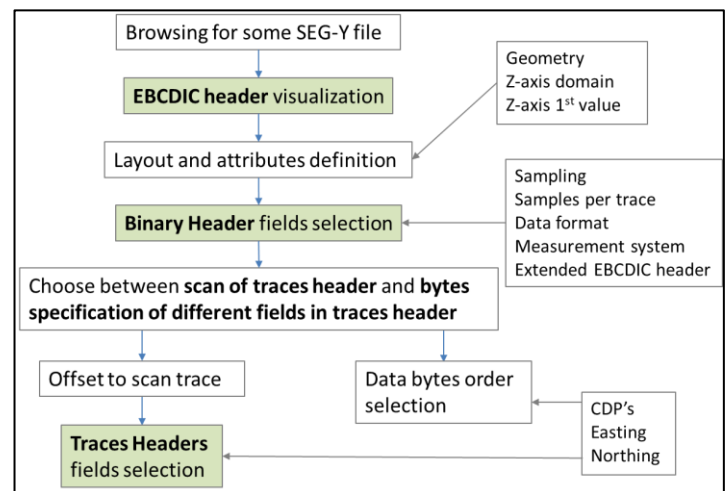 Browsing for some SEG-Y file
EBCDIC header visualization
Geometry
Z-axis domain
Z-axis 1st value
Layout and attributes definition
Binary Header fields selection
Sampling
Samples per trace
Data format
Measurement system
Extended EBCDIC header
Choose between scan of traces header and bytes
specification of different fields in traces header
Offset to scan trace
Data bytes order
selection
CDP's
Easting
Northing
Traces Headers
fields selection